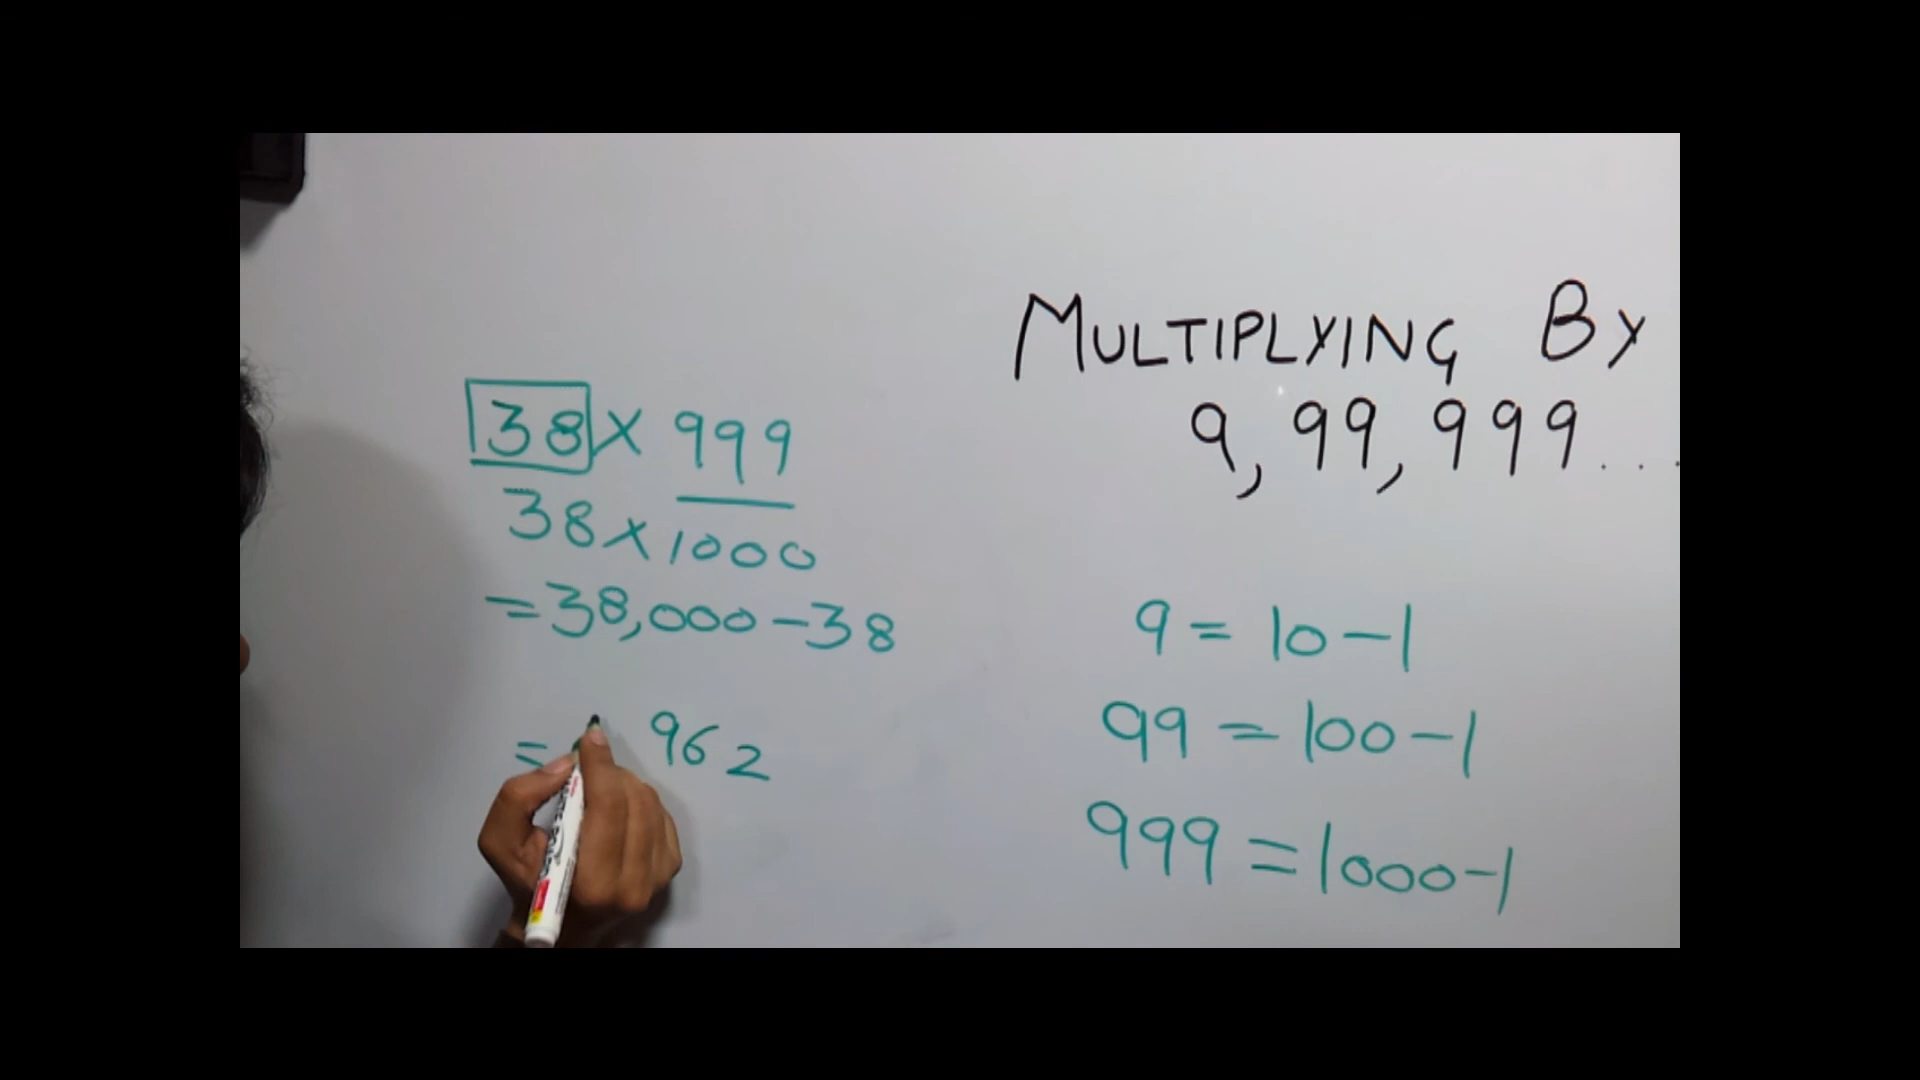 MULTIPLYING BY
9, 99, 999...
38 × 999
38 × 1000
= 38,000 - 38
= 962
9 = 10 - 1
99 = 100 - 1
999 = 1000 - 1